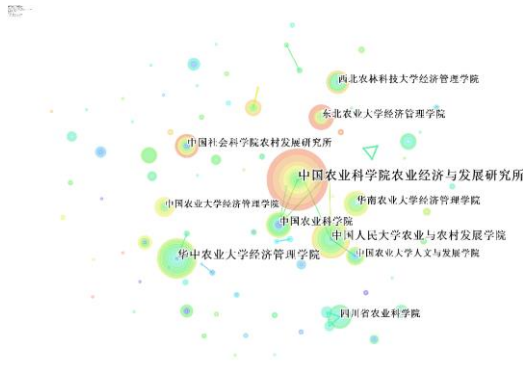 西北农林科技大学经济管理学院
东北农业大学经济管理学院
中国社会科学院农村发展研究所
中国农业科学院农业经济与发展研究所
中国农业大学经济管理学院
华南农业大学经济管理学院
中国农业科学院
中国人民大学农业与农村发展学院
华中农业大学经济管理学院
中国农业大学人文与发展学院
四川省农业科学院